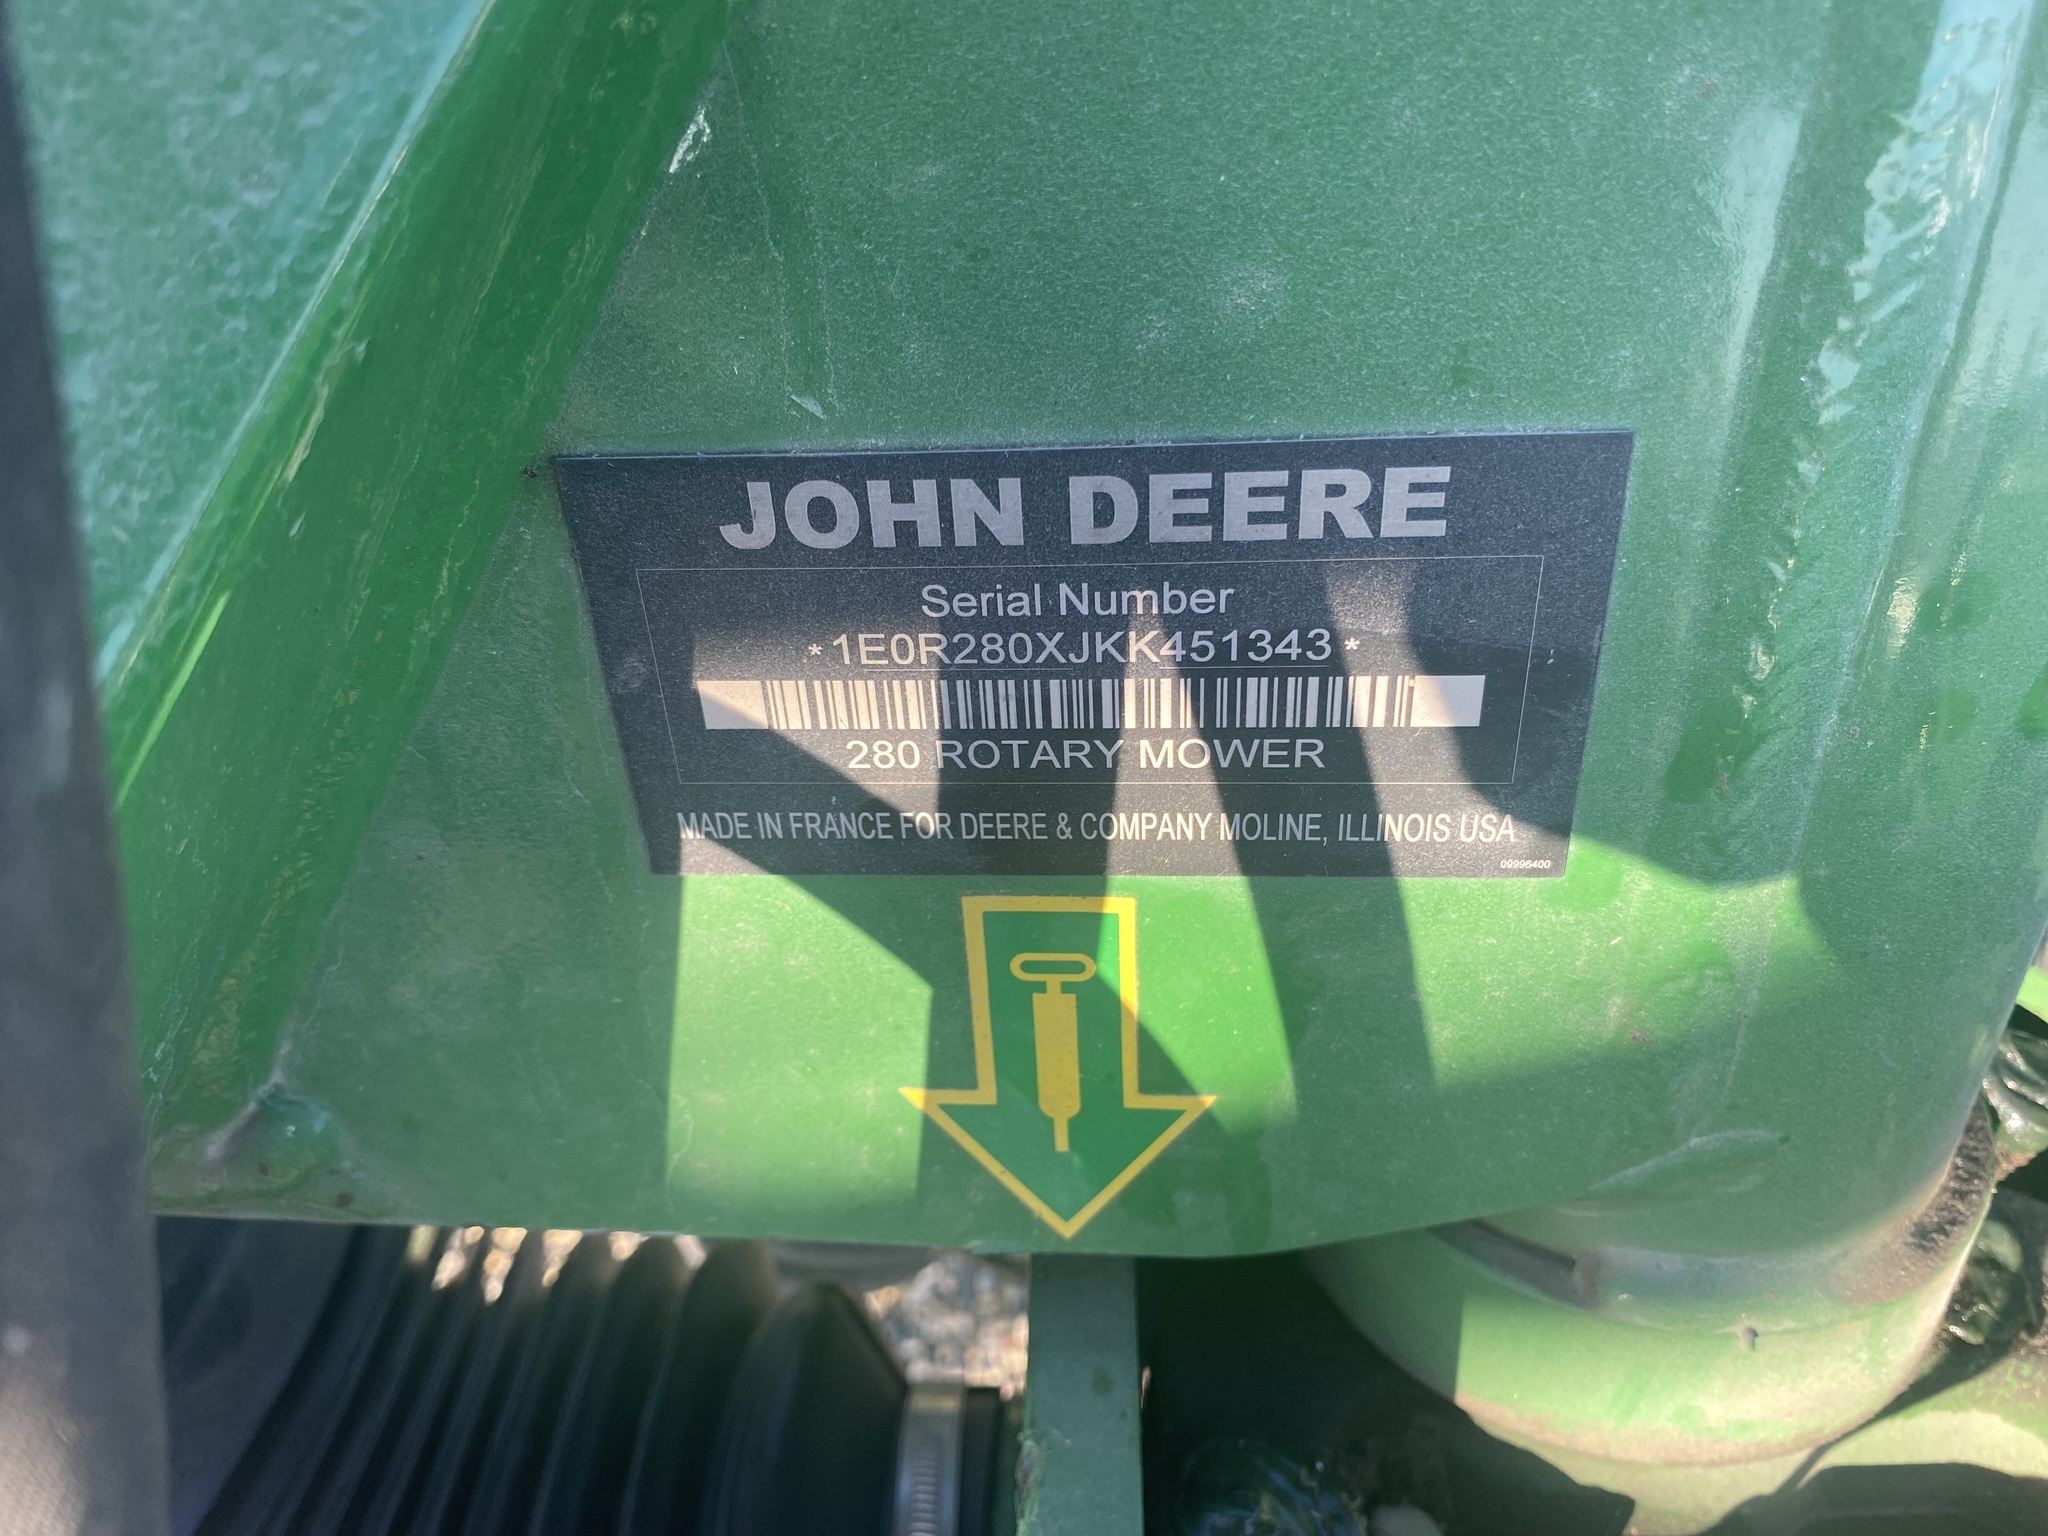 JOHN DEERE
Serial Number
*1E0R280XJKK451343*
280 ROTARY MOWER
MADE IN FRANCE FOR DEERE & COMPANY MOLINE, ILLINOIS USA
09996400